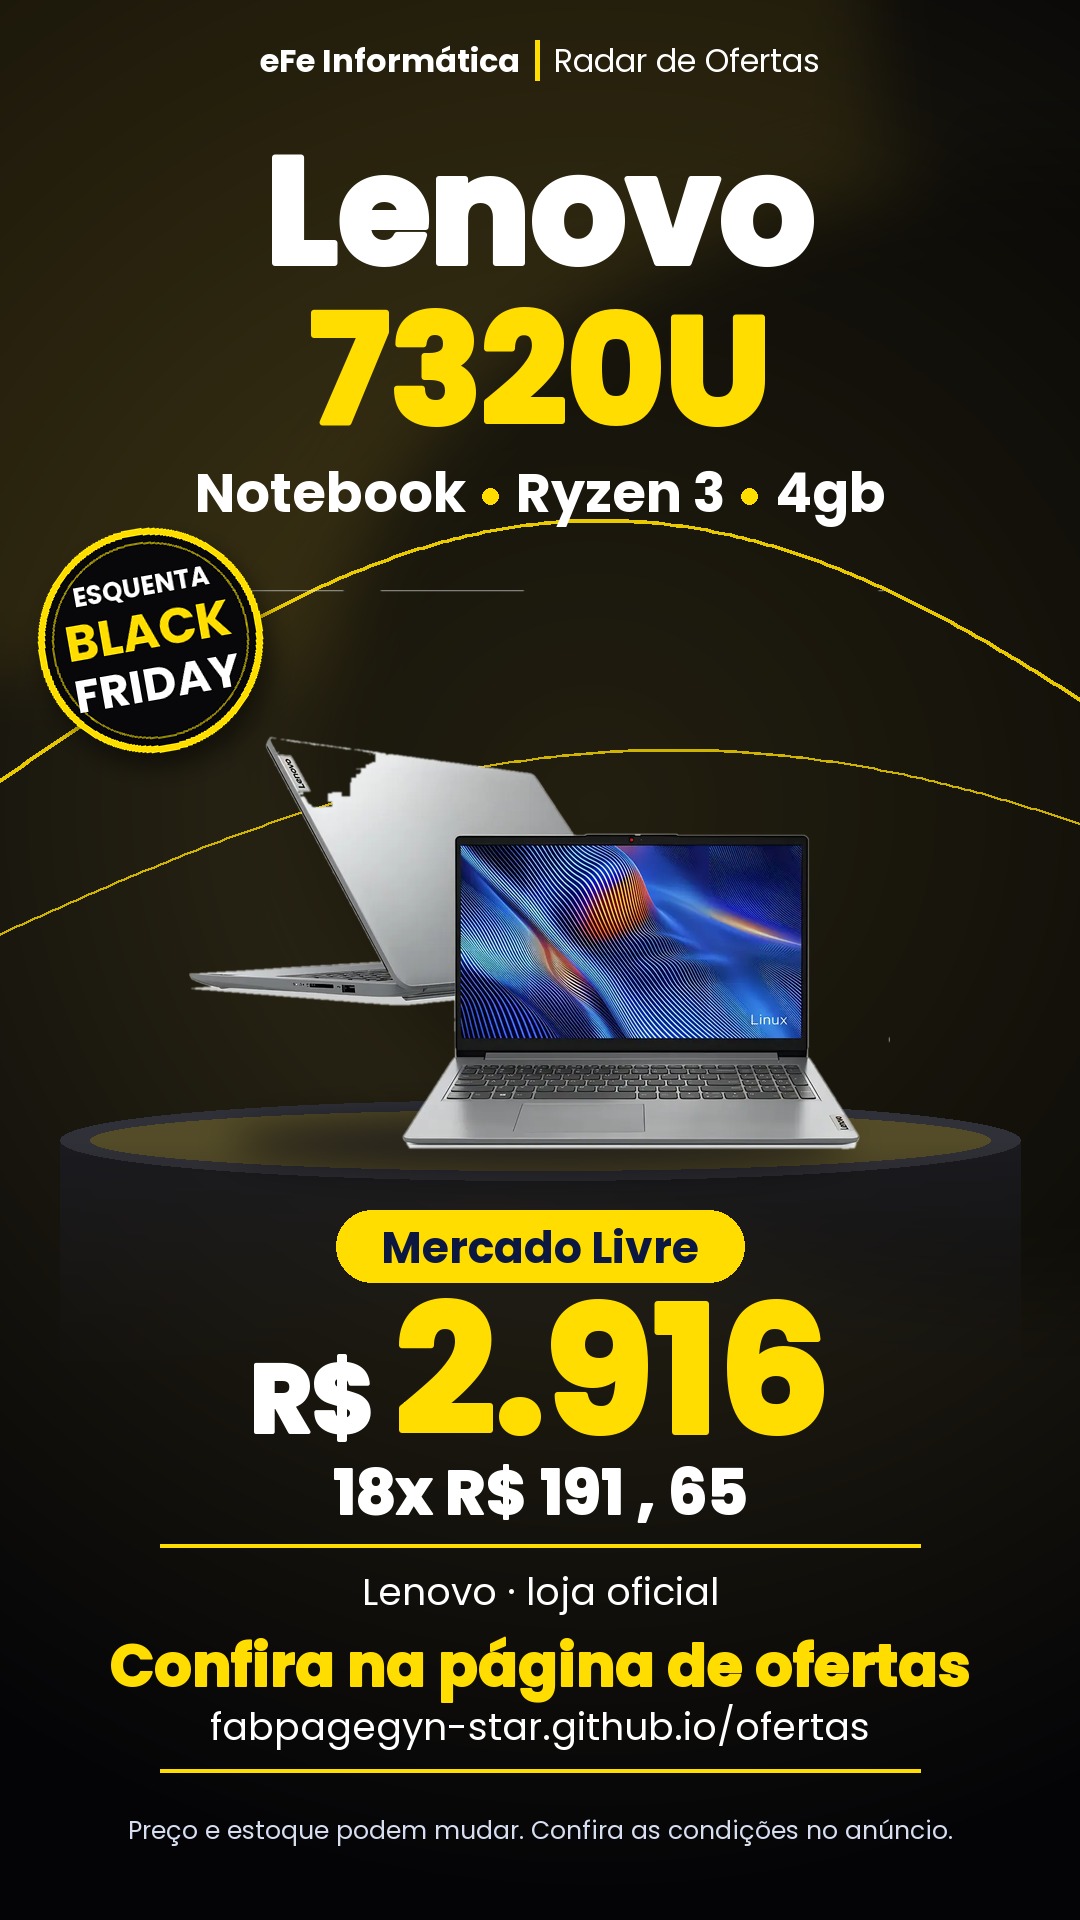 eFe Informática | Radar de Ofertas
Lenovo
7320U
Notebook • Ryzen 3 • 4gb
ESQUENTA
BLACK
FRIDAY
Lenovo
Linux
Lenovo
Mercado Livre
R$ 2.916
18x R$ 191 , 65
Lenovo · loja oficial
Confira na página de ofertas
fabpagegyn-star.github.io/ofertas
Preço e estoque podem mudar. Confira as condições no anúncio.